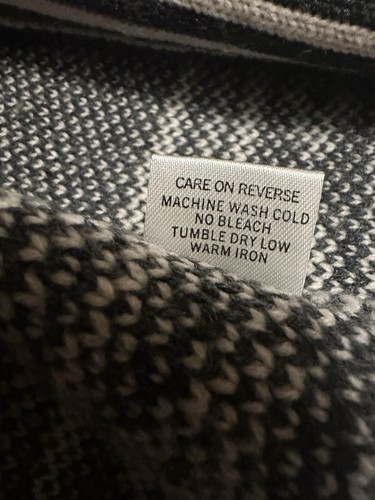 CARE ON REVERSE
MACHINE WASH COLD
NO BLEACH
TUMBLE DRY LOW
WARM IRON